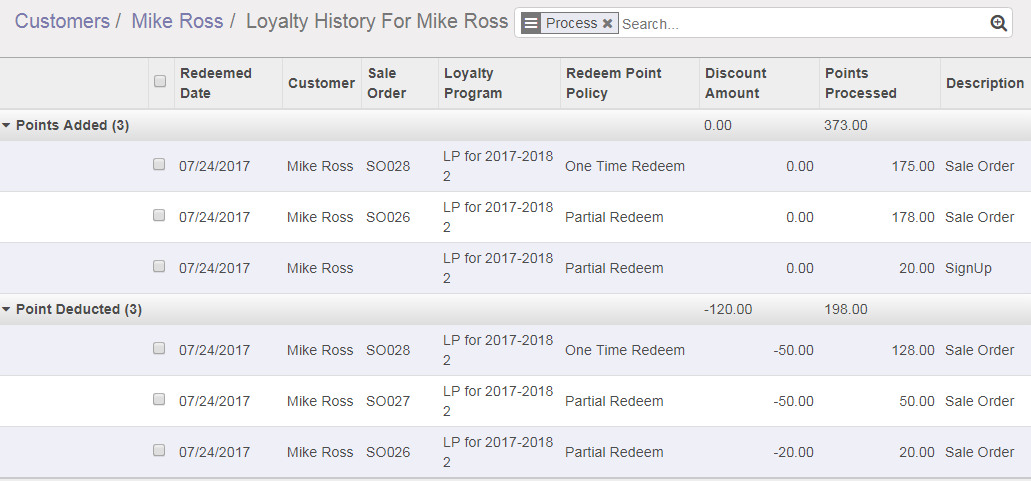 Customers / Mike Ross / Loyalty History For Mike Ross Process Search...
Redeemed Date Customer Sale Order Loyalty Program Redeem Point Policy Discount Amount Points Processed Description
Points Added (3) 0.00 373.00
07/24/2017 Mike Ross SO028 LP for 2017-2018 2 One Time Redeem 0.00 175.00 Sale Order
07/24/2017 Mike Ross SO026 LP for 2017-2018 2 Partial Redeem 0.00 178.00 Sale Order
07/24/2017 Mike Ross LP for 2017-2018 2 Partial Redeem 0.00 20.00 SignUp
Point Deducted (3) -120.00 198.00
07/24/2017 Mike Ross SO028 LP for 2017-2018 2 One Time Redeem -50.00 128.00 Sale Order
07/24/2017 Mike Ross SO027 LP for 2017-2018 2 Partial Redeem -50.00 50.00 Sale Order
07/24/2017 Mike Ross SO026 LP for 2017-2018 2 Partial Redeem -20.00 20.00 Sale Order